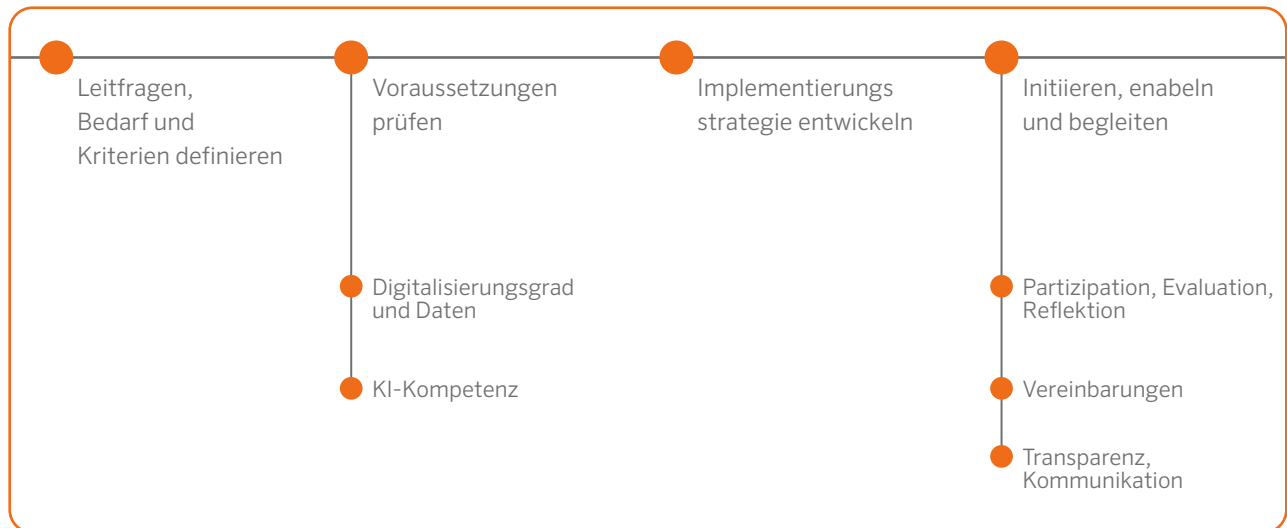 Leitfragen,
Bedarf und
Kriterien definieren
Voraussetzungen
prüfen
Digitalisierungsgrad
und Daten
KI-Kompetenz
Implementierungs
strategie entwickeln
Initiieren, enabeln
und begleiten
Partizipation, Evaluation,
Reflektion
Vereinbarungen
Transparenz,
Kommunikation